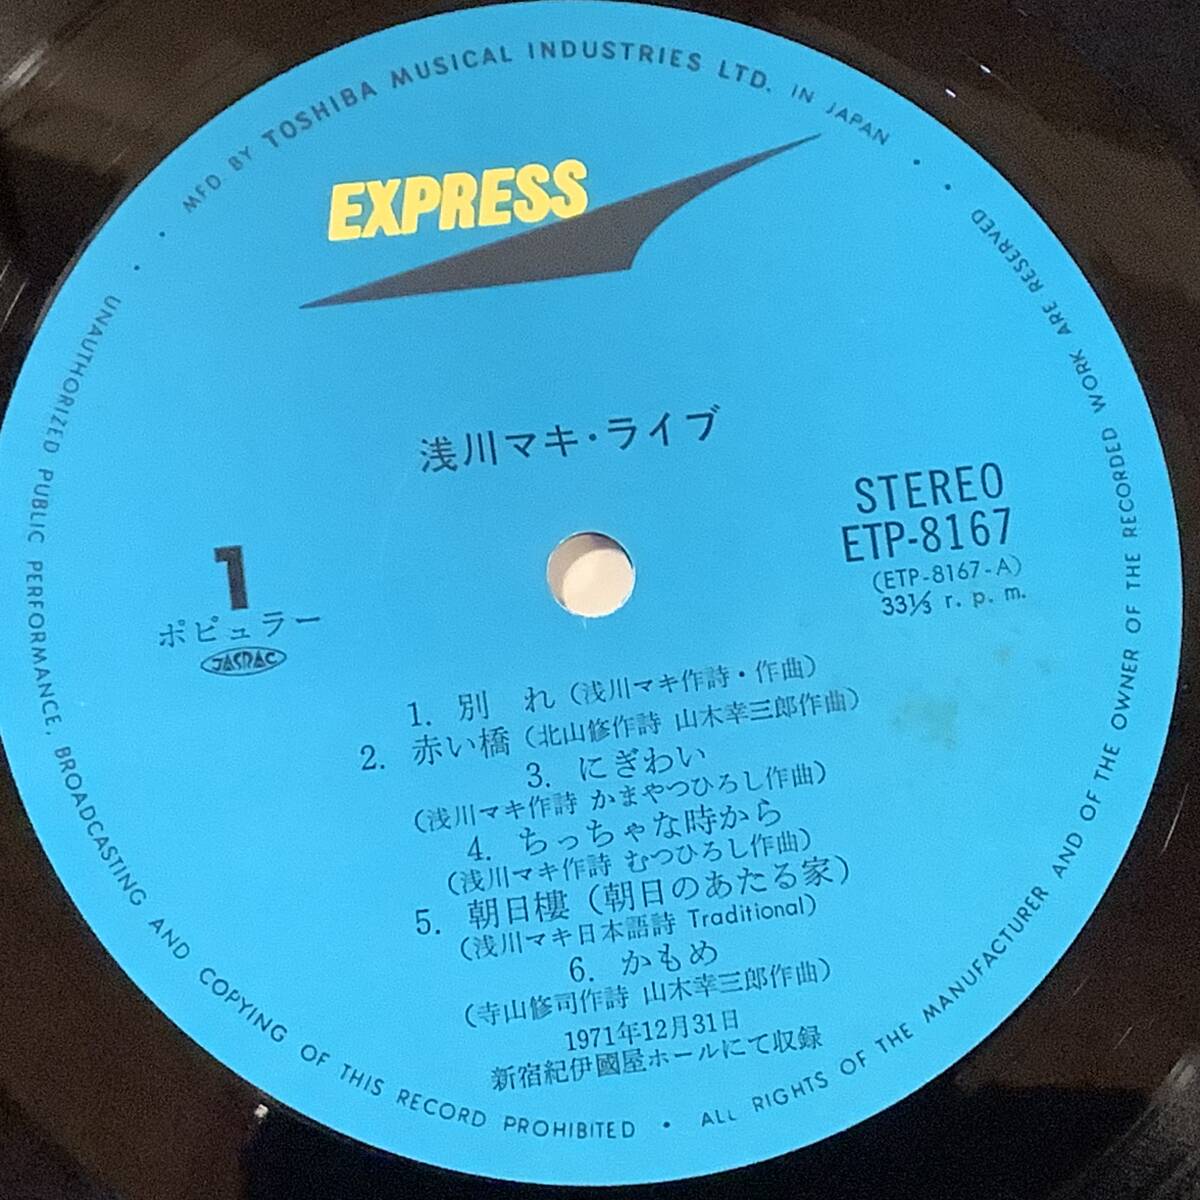 MFD. BY TOSHIBA MUSICAL INDUSTRIES LTD. IN JAPAN
EXPRESS
浅川マキ・ライブ
STEREO
ETP-8167
(ETP-8167-A)
33⅓ r. p. m.
1
ポピュラー
JASRAC
1. 別れ (浅川マキ作詩・作曲)
2. 赤い橋 (北山修作詩 山木幸三郎作曲)
3. にぎわい
(浅川マキ作詩 かまやつひろし作曲)
4. ちっちゃな時から
(浅川マキ作詩 むつひろし作曲)
5. 朝日樓 (朝日のあたる家)
(浅川マキ日本語詩 Traditional)
6. かもめ
(寺山修司作詩 山木幸三郎作曲)
1971年12月31日
新宿紀伊國屋ホールにて収録
UNAUTHORIZED PUBLIC PERFORMANCE, BROADCASTING AND COPYING OF THIS RECORD PROHIBITED • ALL RIGHTS OF THE MANUFACTURER AND OF THE OWNER OF THE RECORDED WORK ARE RESERVED